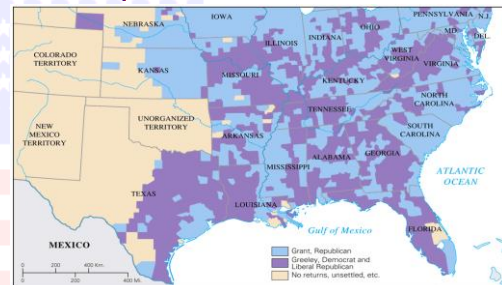 IOWA
NEBRASKA
PENNSYLVANIA
N.J.
OHIO
INDIANA
ILLINOIS
MD.
DEL.
WEST
VIRGINIA
VIRGINIA
COLORADO
TERRITORY
KANSAS
MISSOURI
KENTUCKY
NORTH
CAROLINA
TENNESSEE
UNORGANIZED
TERRITORY
NEW
MEXICO
TERRITORY
ARKANSAS
SOUTH
CAROLINA
MISSISSIPPI
ALABAMA
GEORGIA
ATLANTIC
OCEAN
TEXAS
LOUISIANA
FLORIDA
Gulf of Mexico
MEXICO
Grant, Republican
Greeley, Democrat and
Liberal Republican
No returns, unsettled, etc.
0 200 400 Km.
0 200 400 Mi.